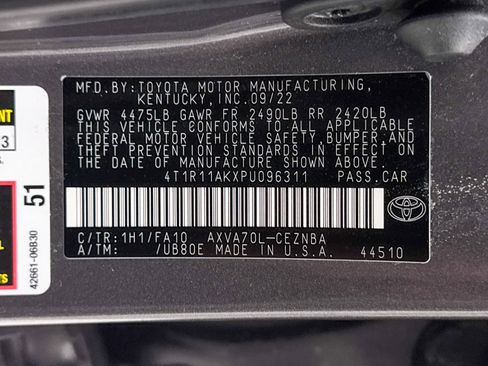 MFD.BY:TOYOTA MOTOR MANUFACTURING,
KENTUCKY,INC.09/22
GVWR 4475LB GAWR FR 2490LB RR 2420LB
THIS VEHICLE CONFORMS TO ALL APPLICABLE
FEDERAL MOTOR VEHICLE SAFETY,BUMPER,AND
THEFT PREVENTION STANDARDS IN EFFECT ON
THE DATE OF MANUFACTURE SHOWN ABOVE.
4T1R11AKXPU096311 PASS.CAR
C/TR:1H1/FA10 AXVA70L-CEZNBA
A/TM: /UB80E MADE IN U.S.A. 44510
TOYOTA
51
42661-06B30